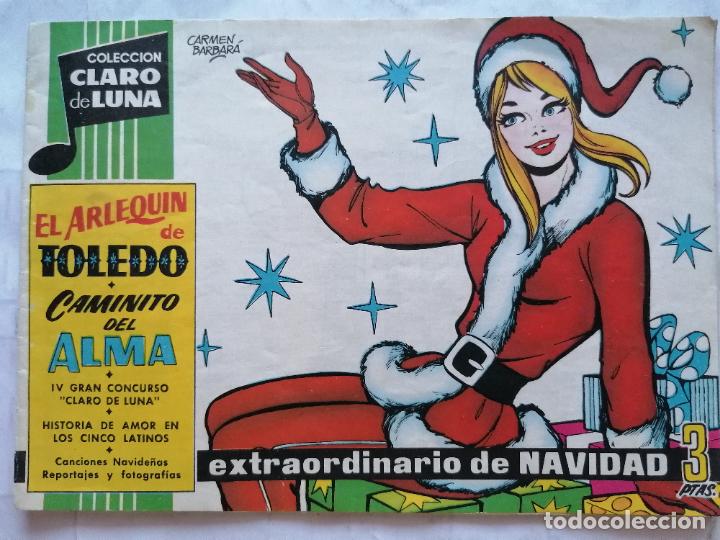 COLECCION
CLARO
de LUNA
CARMEN
BARBARÁ
EL ARLEQUIN
de
TOLEDO
CAMINITO
DEL
ALMA
IV GRAN CONCURSO
"CLARO DE LUNA"
HISTORIA DE AMOR EN
LOS CINCO LATINOS
Canciones Navideñas
Reportajes y fotografías
extraordinario de NAVIDAD
3
PTAS.
todocoleccion